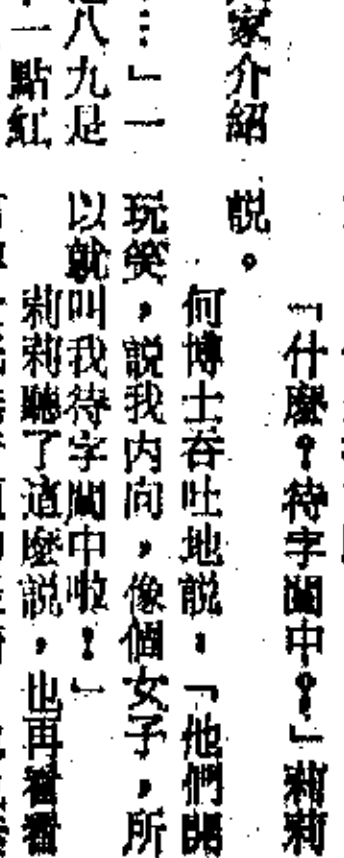 家介紹
…」一
八九是
一點紅
「什麼？待字閨中？」莉莉
說。
何博士吞吐地說：「他們開
玩笑，說我內向，像個女子，所
以就叫我待字閨中啦！」
莉莉聽了這麼說，也再看看